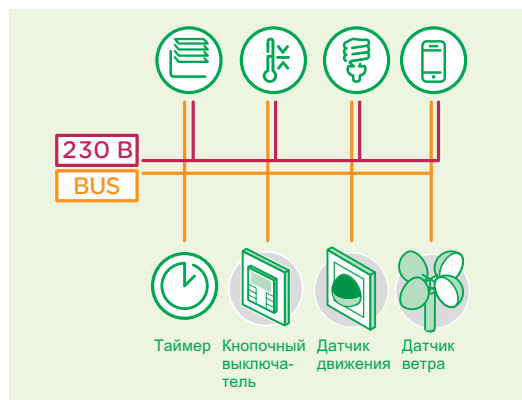 230 В
BUS
Таймер
Кнопочный
выключа-
тель
Датчик
движения
Датчик
ветра